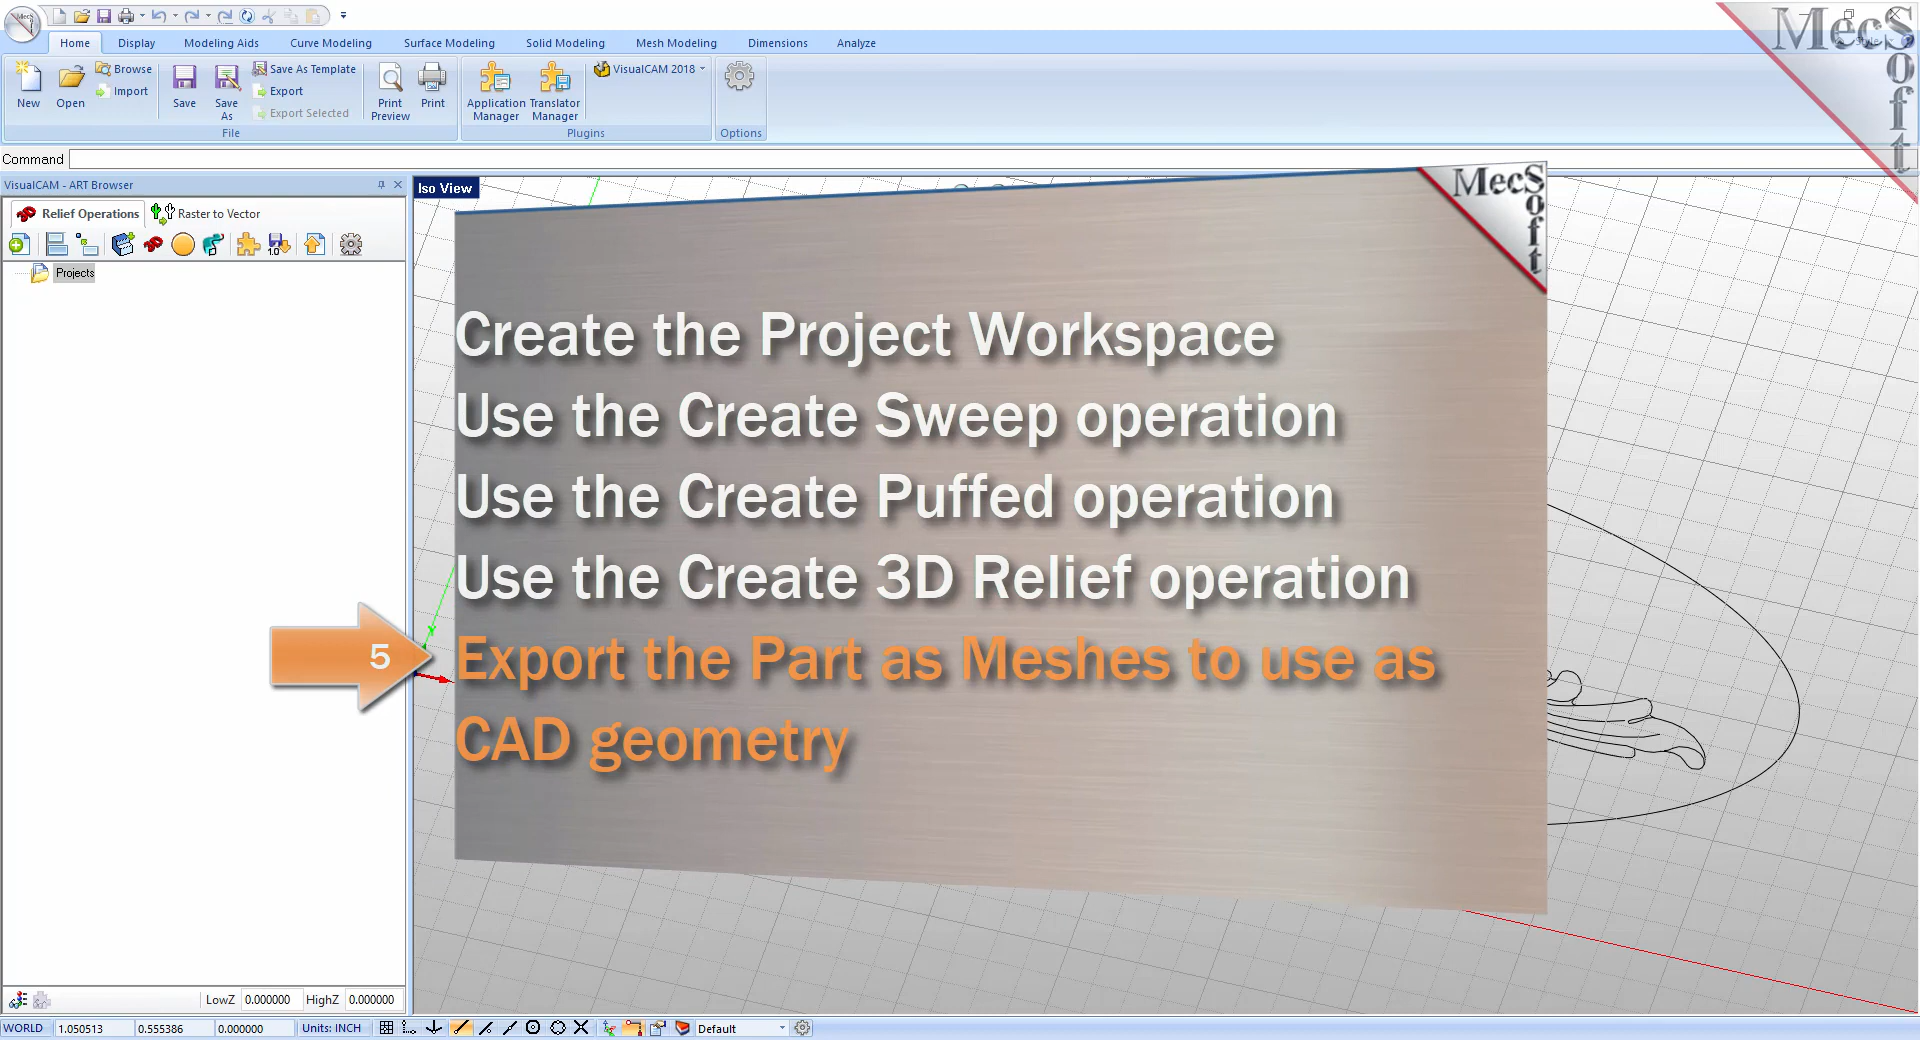 MecSoft
Home Display Modeling Aids Curve Modeling Surface Modeling Solid Modeling Mesh Modeling Dimensions Analyze
New
Open
Browse
Import
Save
Save As
Save As Template
Export
Export Selected
File
Print Preview
Print
Application Manager
Translator Manager
VisualCAM 2018
Plugins
Options
MecSoft
Command
VisualCAM - ART Browser
Relief Operations
Raster to Vector
1.0
Projects
Iso View
MecSoft
Create the Project Workspace
Use the Create Sweep operation
Use the Create Puffed operation
Use the Create 3D Relief operation
5
Export the Part as Meshes to use as
CAD geometry
Y
LowZ 0.000000 HighZ 0.000000
WORLD 1.050513 0.555386 0.000000 Units: INCH Default